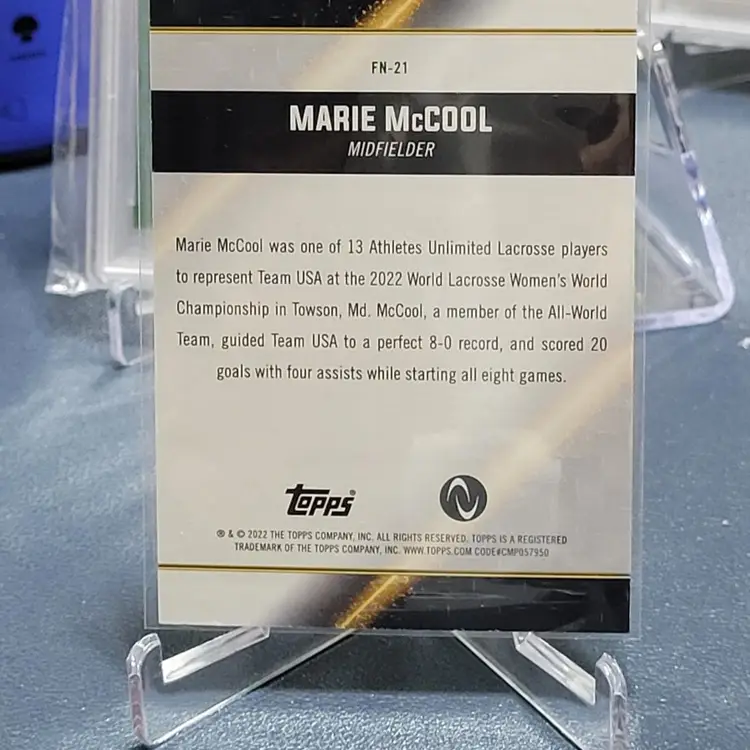 FN-21
MARIE McCOOL
MIDFIELDER
Marie McCool was one of 13 Athletes Unlimited Lacrosse players
to represent Team USA at the 2022 World Lacrosse Women's World
Championship in Towson, Md. McCool, a member of the All-World
Team, guided Team USA to a perfect 8-0 record, and scored 20
goals with four assists while starting all eight games.
Topps®
® & © 2022 THE TOPPS COMPANY, INC. ALL RIGHTS RESERVED. TOPPS IS A REGISTERED
TRADEMARK OF THE TOPPS COMPANY, INC. WWW.TOPPS.COM CODE#CMP057950